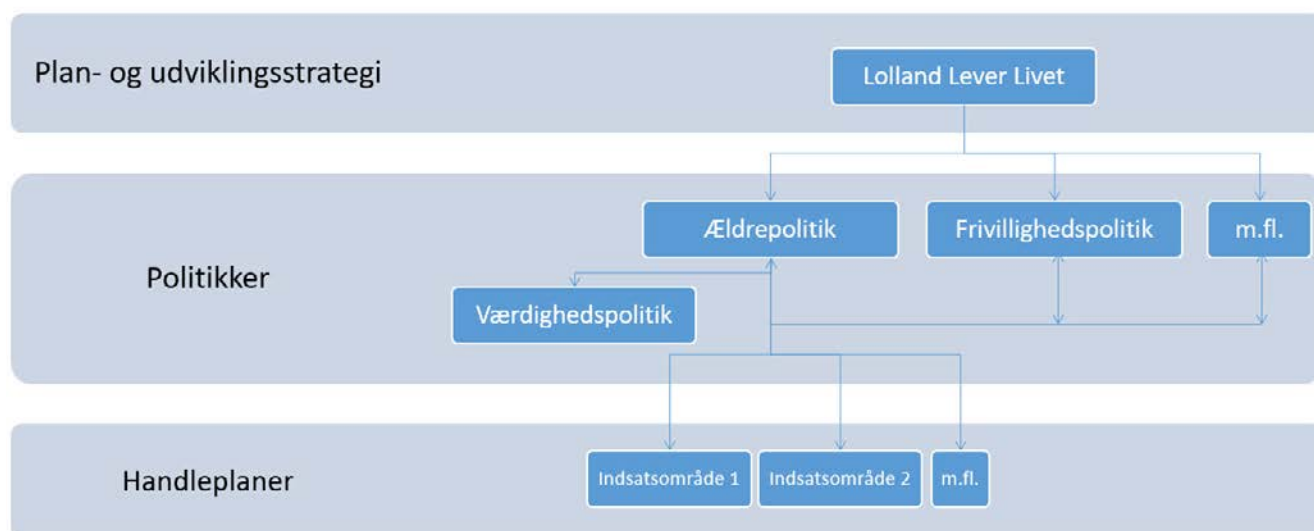 Plan- og udviklingsstrategi
Lolland Lever Livet
Politikker
Ældrepolitik
Frivillighedspolitik
m.fl.
Værdighedspolitik
Handleplaner
Indsatsområde 1
Indsatsområde 2
m.fl.